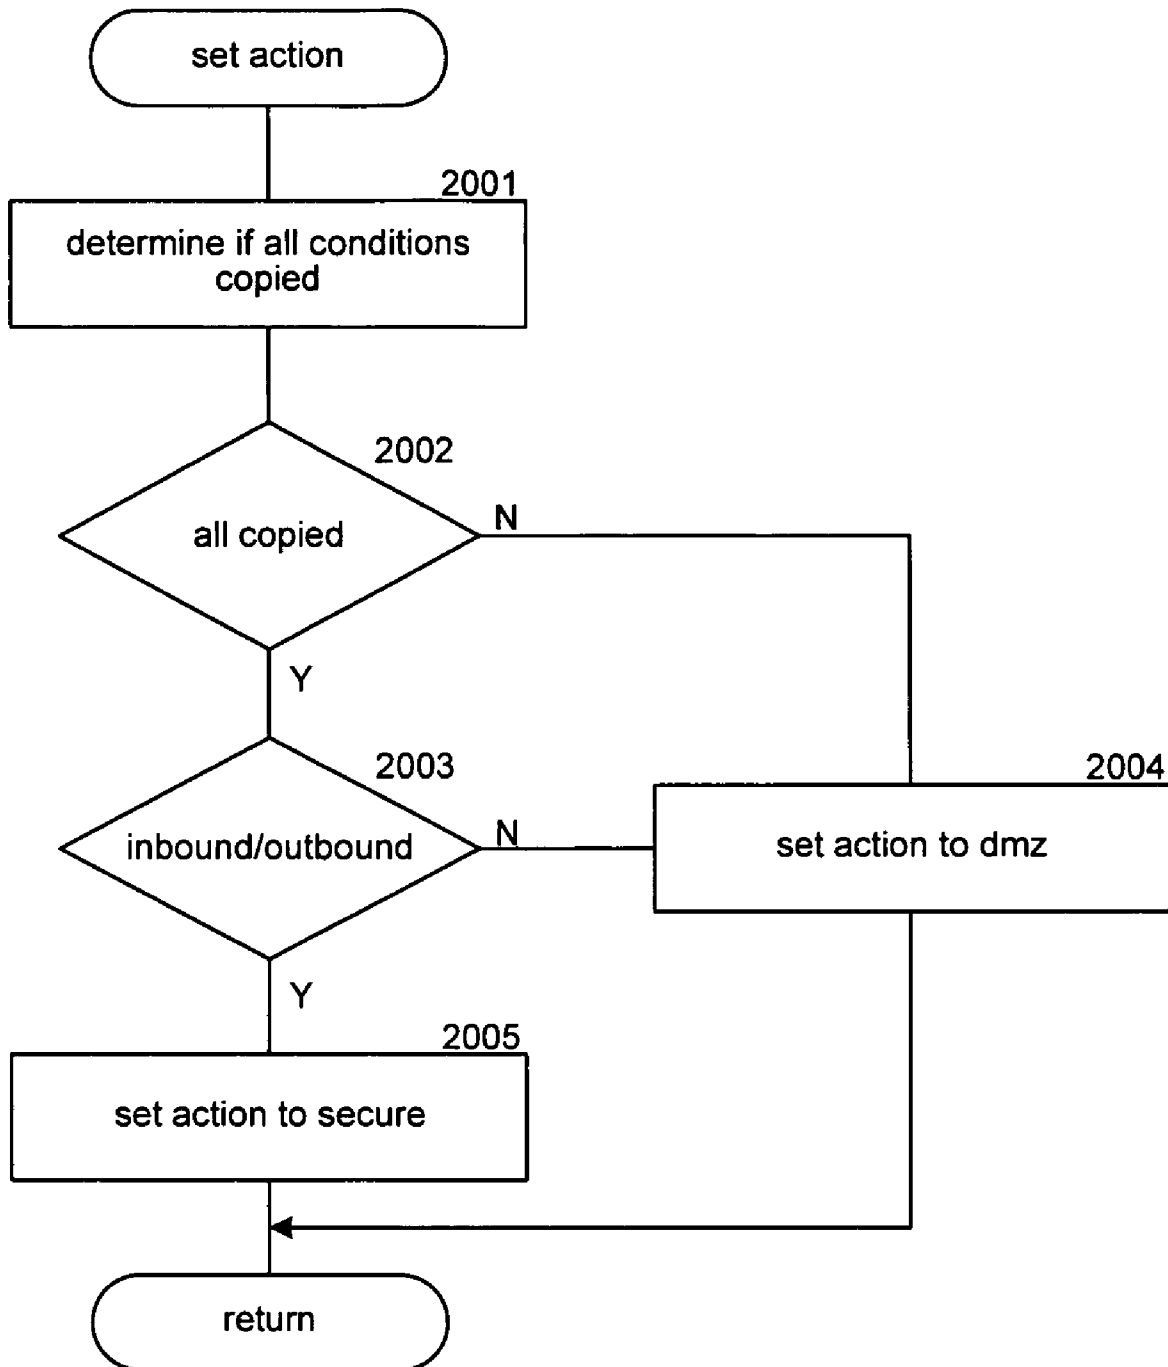 set action
2001
determine if all conditions
copied
2002
all copied
N
Y
2003
inbound/outbound
N
2004
set action to dmz
Y
2005
set action to secure
return